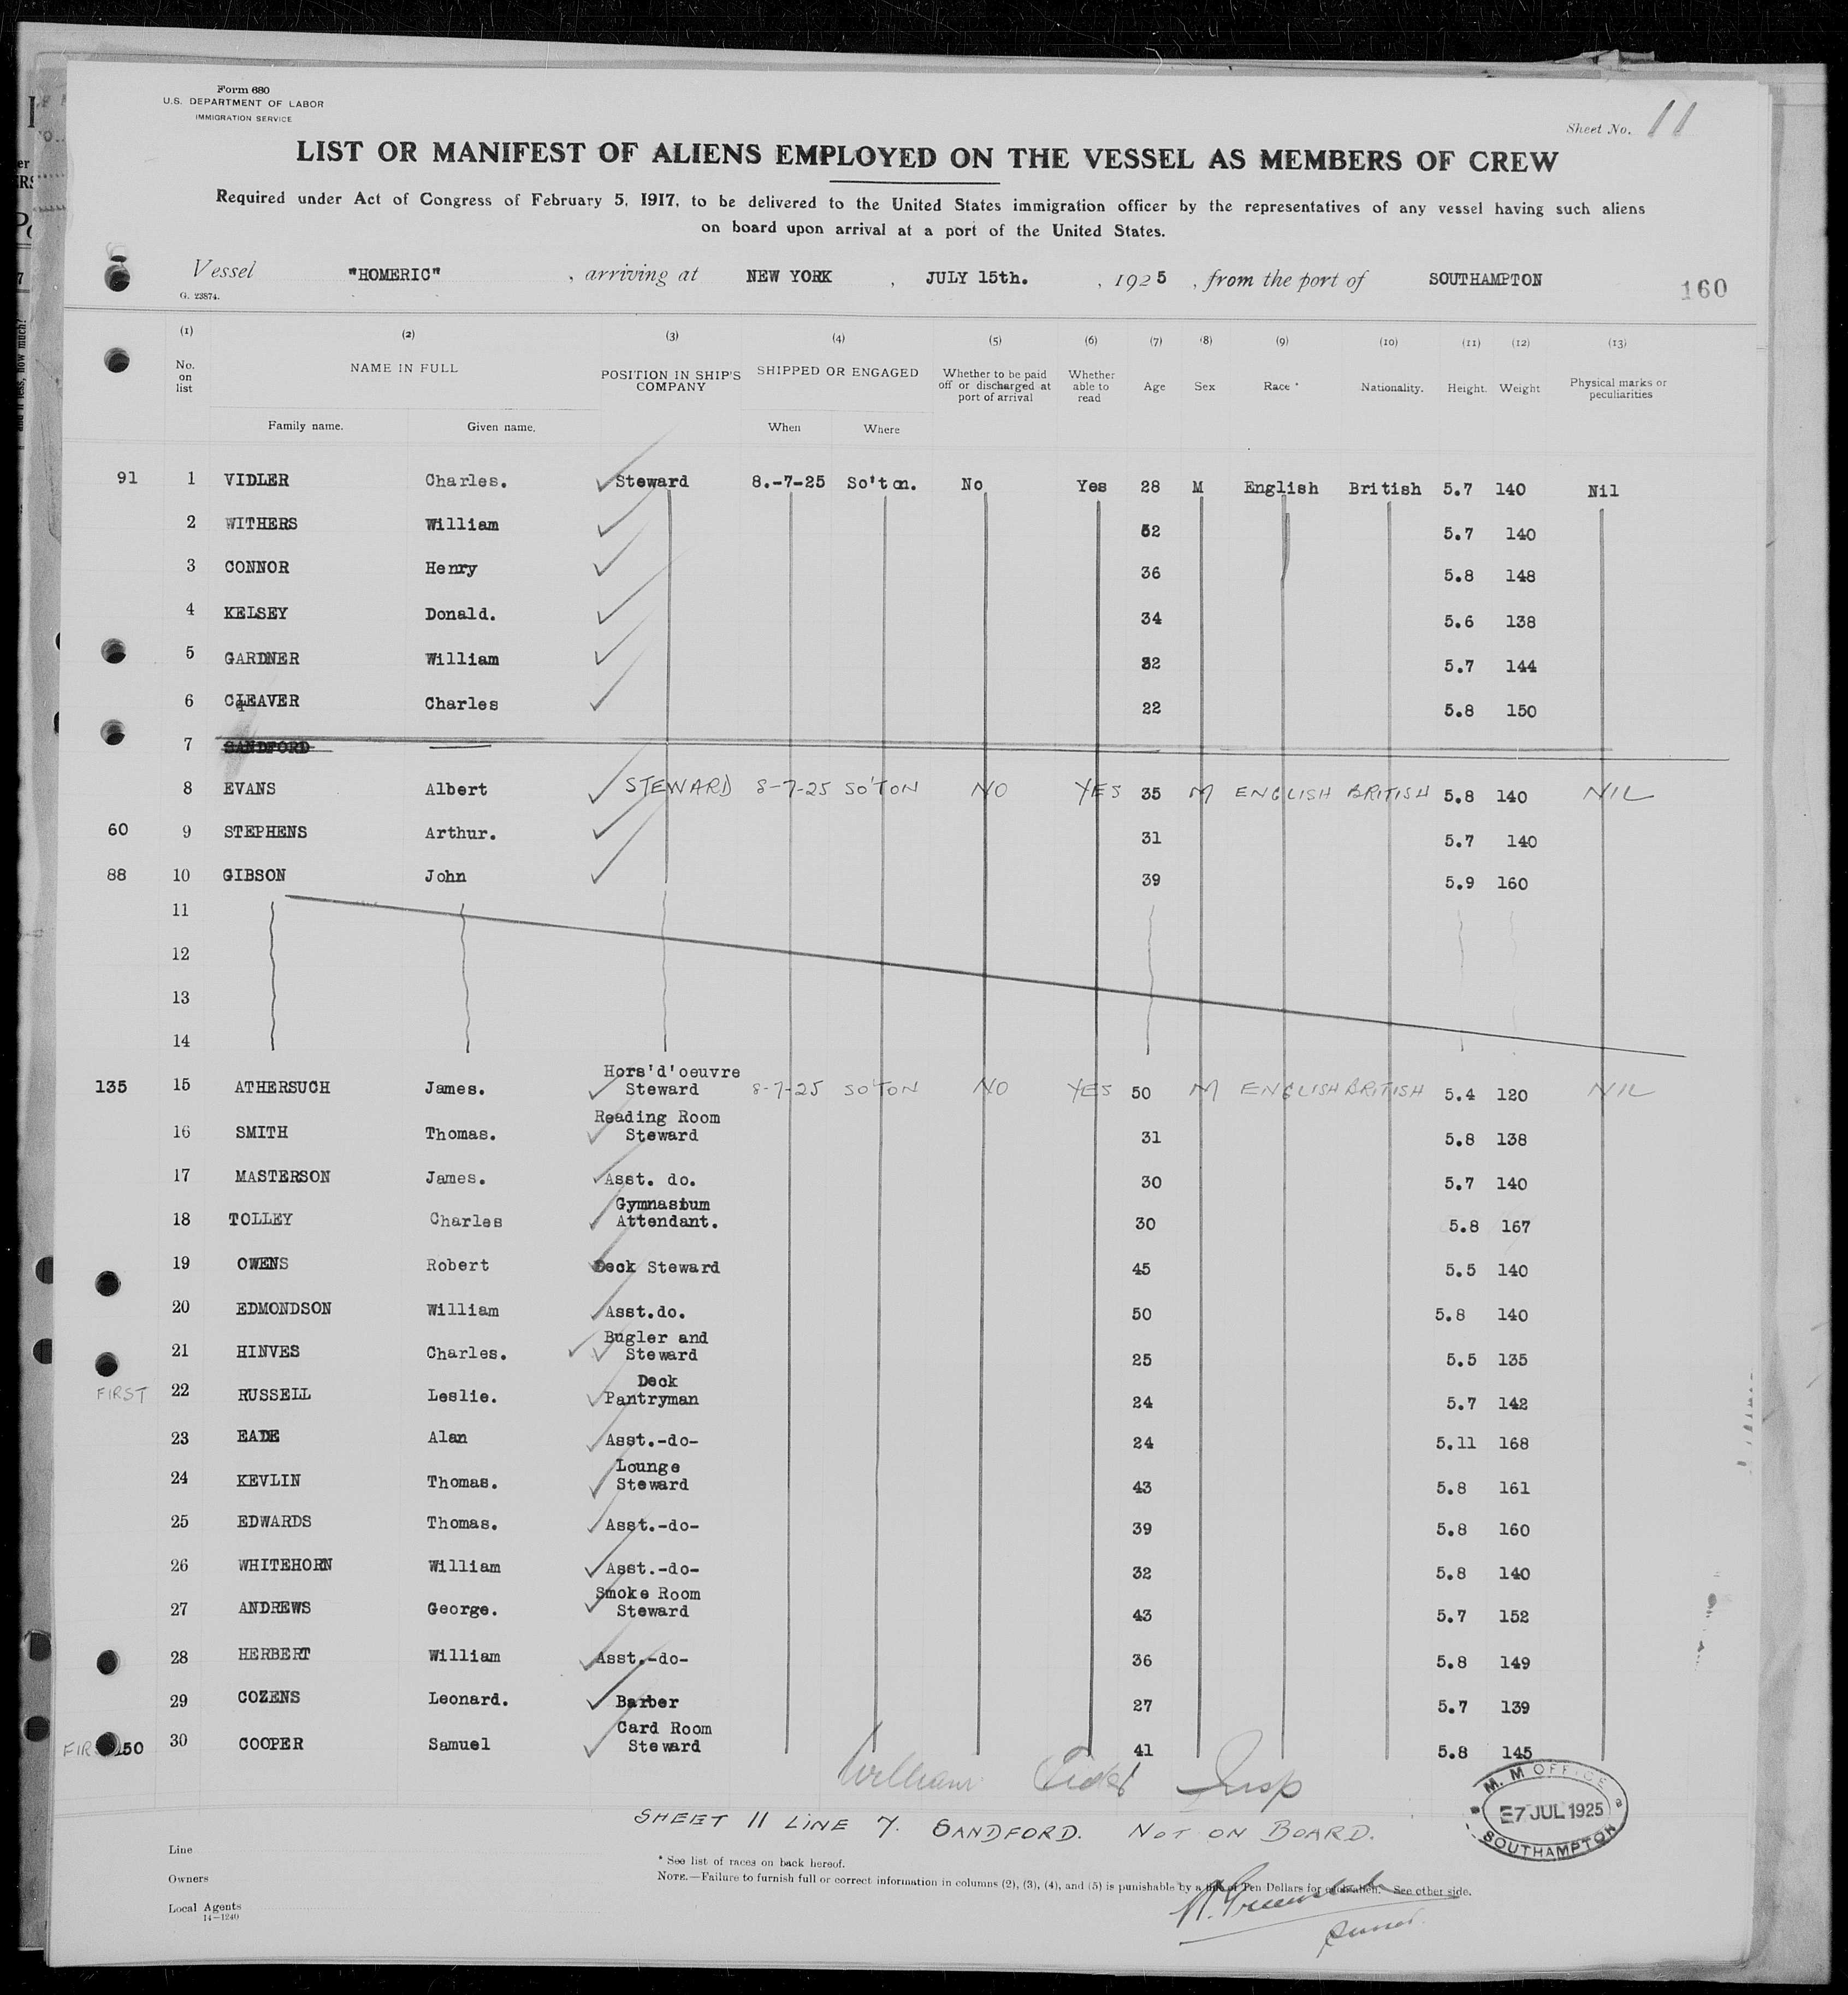 Form 680
U.S. DEPARTMENT OF LABOR
IMMIGRATION SERVICE
Sheet No. 11
LIST OR MANIFEST OF ALIENS EMPLOYED ON THE VESSEL AS MEMBERS OF CREW
Required under Act of Congress of February 5, 1917, to be delivered to the United States immigration officer by the representatives of any vessel having such aliens
on board upon arrival at a port of the United States.
Vessel "HOMERIC" , arriving at NEW YORK , JULY 15th. , 1925 , from the port of SOUTHAMPTON
G. 23874.
160
(1) (2) (3) (4) (5) (6) (7) (8) (9) (10) (11) (12) (13)
No. on list NAME IN FULL POSITION IN SHIP'S COMPANY SHIPPED OR ENGAGED Whether to be paid off or discharged at port of arrival Whether able to read Age Sex Race * Nationality. Height. Weight Physical marks or peculiarities
Family name. Given name. When Where
91 1 VIDLER Charles. Steward 8.-7-25 So'ton. No Yes 28 M English British 5.7 140 Nil
2 WITHERS William 52 5.7 140
3 CONNOR Henry 36 5.8 148
4 KELSEY Donald. 34 5.6 138
5 GARDNER William 32 5.7 144
6 CLEAVER Charles 22 5.8 150
7 SANDFORD
8 EVANS Albert STEWARD 8-7-25 SO'TON NO YES 35 M ENGLISH BRITISH 5.8 140 NIL
60 9 STEPHENS Arthur. 31 5.7 140
88 10 GIBSON John 39 5.9 160
11
12
13
14
135 15 ATHERSUCH James. Hors'd'oeuvre Steward 8-7-25 SO'TON NO YES 50 M ENGLISH BRITISH 5.4 120 NIL
16 SMITH Thomas. Reading Room Steward 31 5.8 138
17 MASTERSON James. Asst. do. 30 5.7 140
18 TOLLEY Charles Gymnasium Attendant. 30 5.8 167
19 OWENS Robert Deck Steward 45 5.5 140
20 EDMONDSON William Asst.do. 50 5.8 140
21 HINVES Charles. Bugler and Steward 25 5.5 135
FIRST 22 RUSSELL Leslie. Deck Pantryman 24 5.7 142
23 EADE Alan Asst.-do- 24 5.11 168
24 KEVLIN Thomas. Lounge Steward 43 5.8 161
25 EDWARDS Thomas. Asst.-do- 39 5.8 160
26 WHITEHORN William Asst.-do- 32 5.8 140
27 ANDREWS George. Smoke Room Steward 43 5.7 152
28 HERBERT William Asst.-do- 36 5.8 149
29 COZENS Leonard. Barber 27 5.7 139
150 30 COOPER Samuel Card Room Steward 41 5.8 145
William Insp
M. M OFFICE
E7 JUL 1925
SOUTHAMPTON
SHEET 11 LINE 7. SANDFORD. NOT ON BOARD.
Line
Owners
Local Agents
14—1240
* See list of races on back hereof.
NOTE.—Failure to furnish full or correct information in columns (2), (3), (4), and (5) is punishable by a fine of Ten Dollars for each alien. See other side.